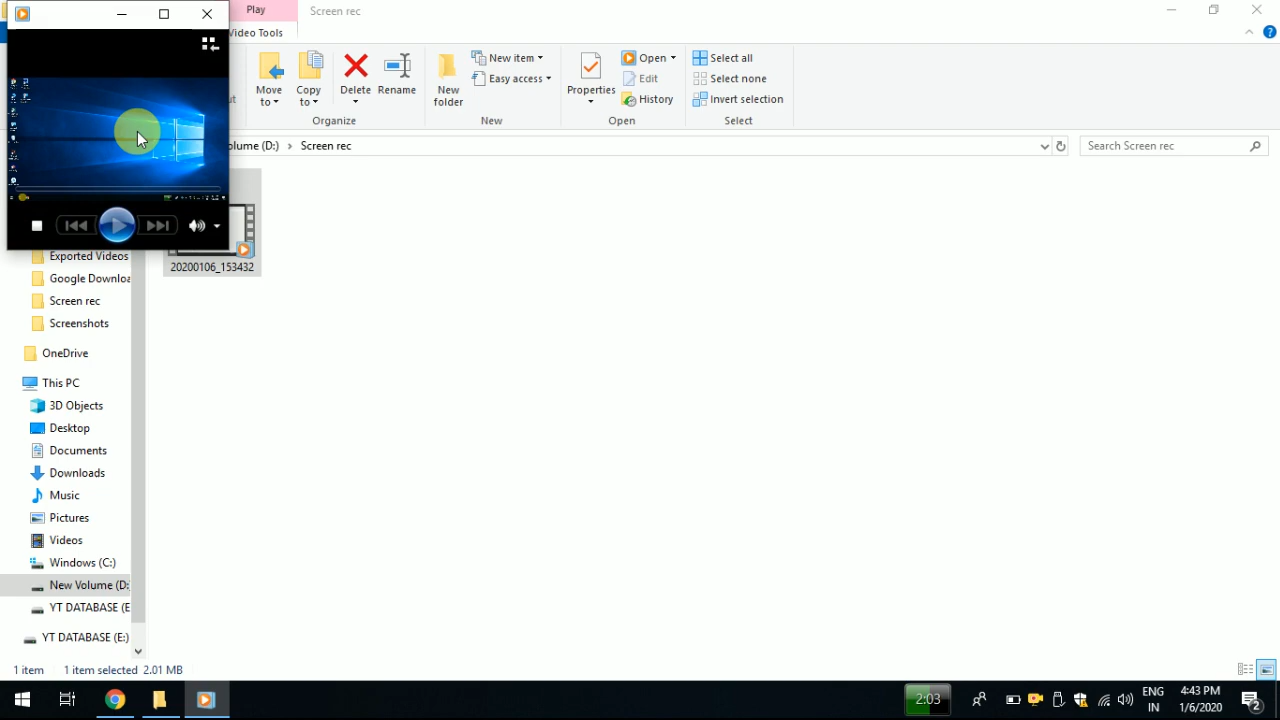 Play
Screen rec
Video Tools
Move to
Copy to
Delete
Rename
New folder
New item
Easy access
Properties
Open
Edit
History
Select all
Select none
Invert selection
Organize
New
Open
Select
olume (D:) > Screen rec
Search Screen rec
20200106_153432
Exported Videos
Google Downloa
Screen rec
Screenshots
OneDrive
This PC
3D Objects
Desktop
Documents
Downloads
Music
Pictures
Videos
Windows (C:)
New Volume (D:
YT DATABASE (E
YT DATABASE (E:)
1 item 1 item selected 2.01 MB
2:03
ENG
IN
4:43 PM
1/6/2020
2